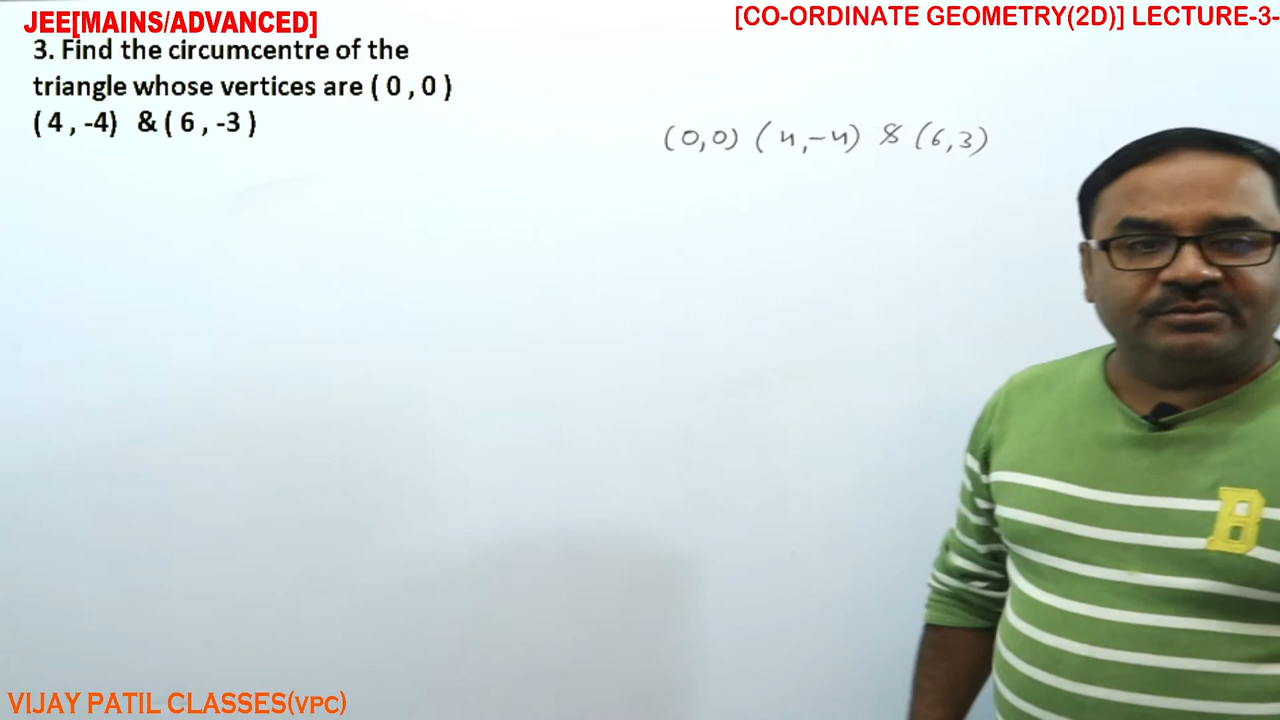 JEE[MAINS/ADVANCED]
[CO-ORDINATE GEOMETRY(2D)] LECTURE-3-
3. Find the circumcentre of the
triangle whose vertices are ( 0 , 0 )
( 4 , -4) & ( 6 , -3 )
(0,0) (4,-4) & (6,3)
B
VIJAY PATIL CLASSES(VPC)